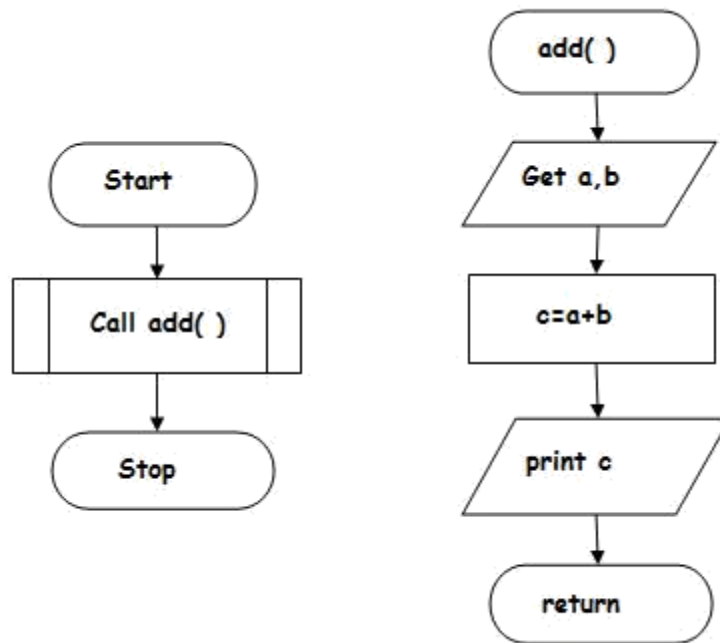 Start
Call add( )
Stop
add( )
Get a,b
c=a+b
print c
return